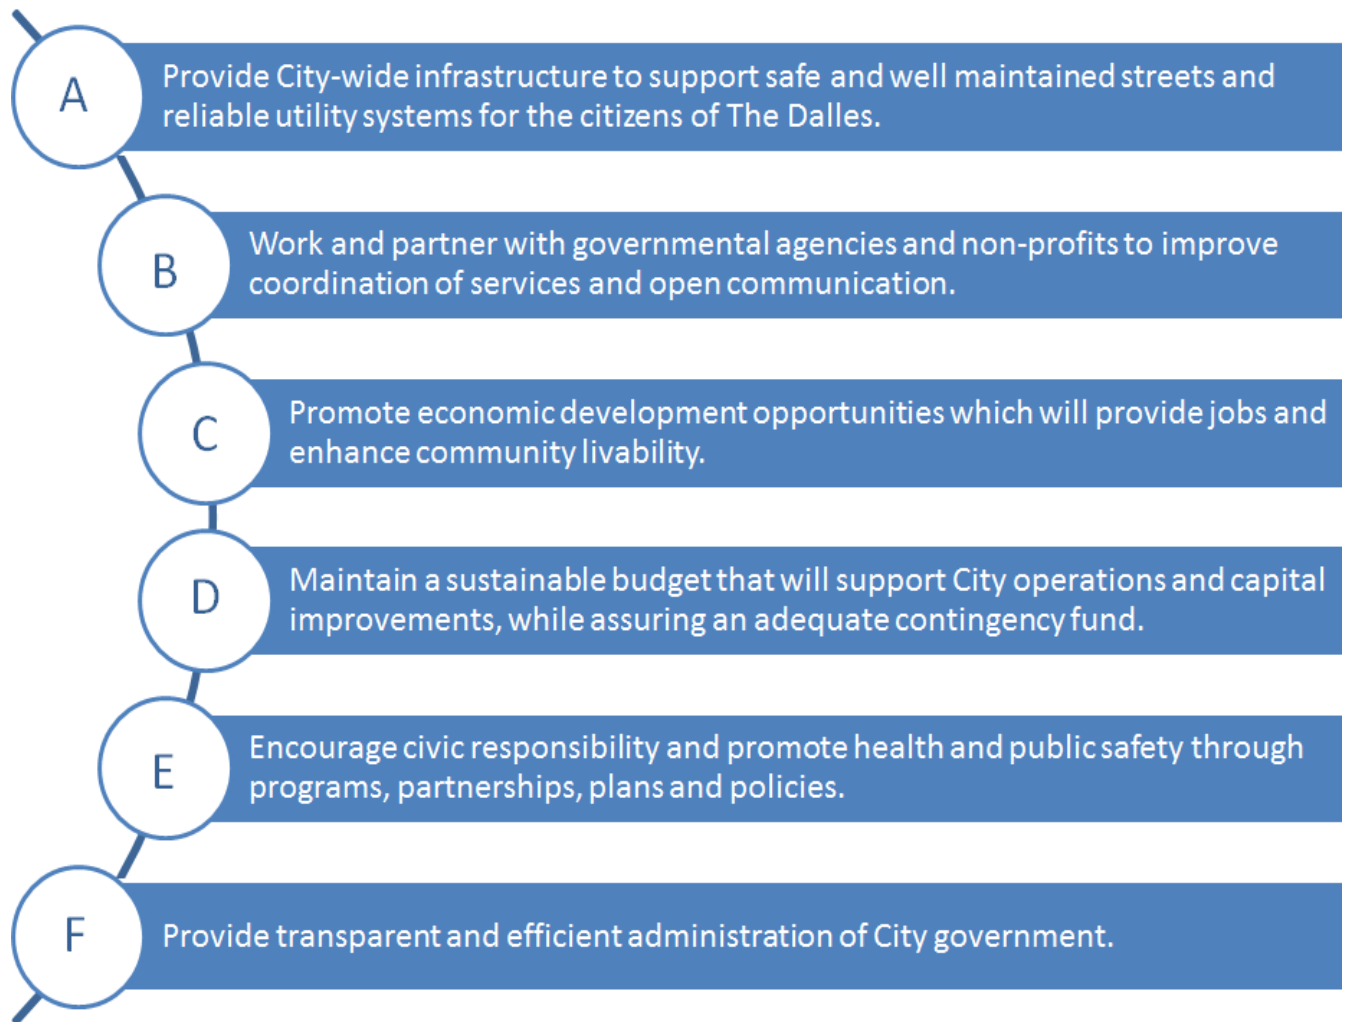 A
Provide City-wide infrastructure to support safe and well maintained streets and
reliable utility systems for the citizens of The Dalles.
B
Work and partner with governmental agencies and non-profits to improve
coordination of services and open communication.
C
Promote economic development opportunities which will provide jobs and
enhance community livability.
D
Maintain a sustainable budget that will support City operations and capital
improvements, while assuring an adequate contingency fund.
E
Encourage civic responsibility and promote health and public safety through
programs, partnerships, plans and policies.
F
Provide transparent and efficient administration of City government.